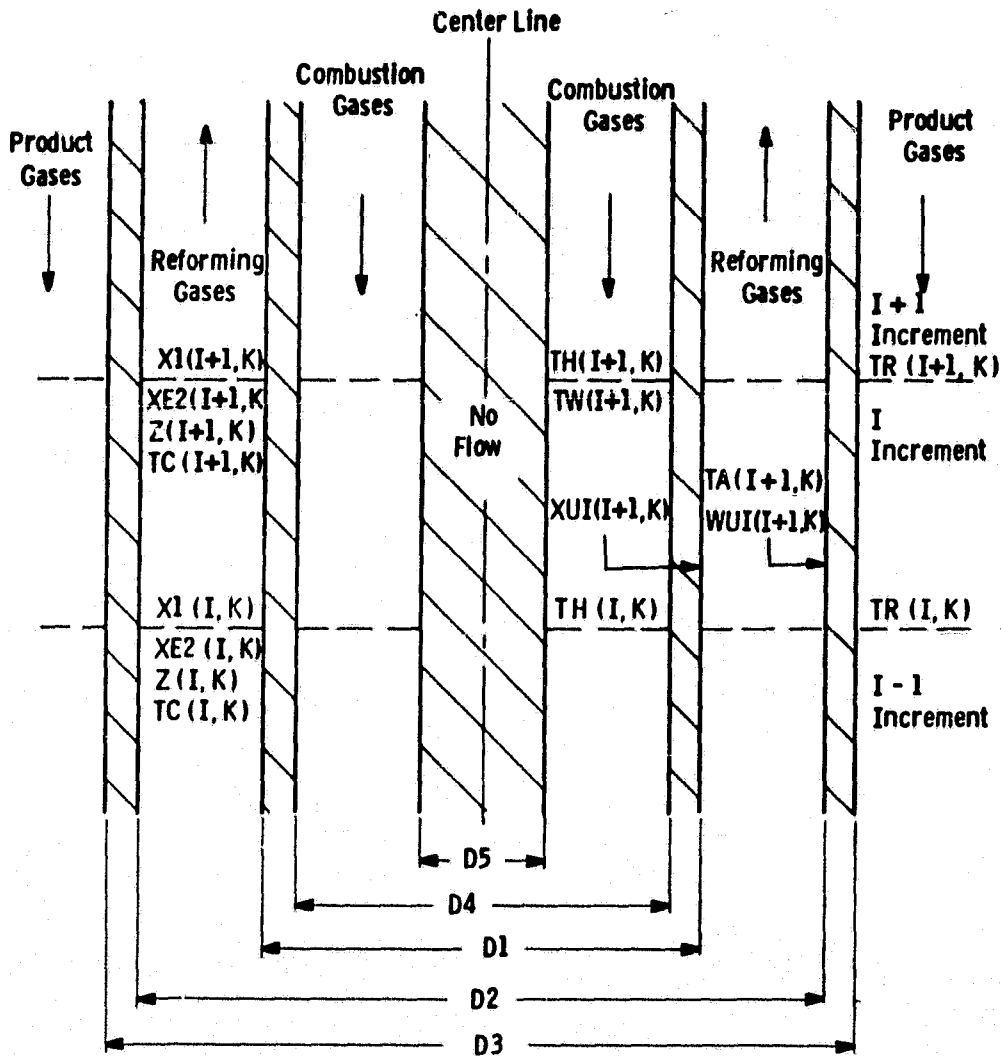 Center Line
Combustion
Gases
Combustion
Gases
Product
Gases
Product
Gases
Reforming
Gases
Reforming
Gases
I + 1
Increment
X1(I+1,K)
TH(I+1,K)
TR (I+1, K)
XE2(I+1,K
Z(I+1,K)
TC(I+1,K)
No
Flow
TW(I+1,K)
I
Increment
XUI(I+1,K)
TA(I+1,K)
WUI(I+1,K)
X1 (I,K)
TH (I,K)
TR (I,K)
XE2 (I,K)
Z(I,K)
TC (I,K)
I - 1
Increment
D5
D4
D1
D2
D3